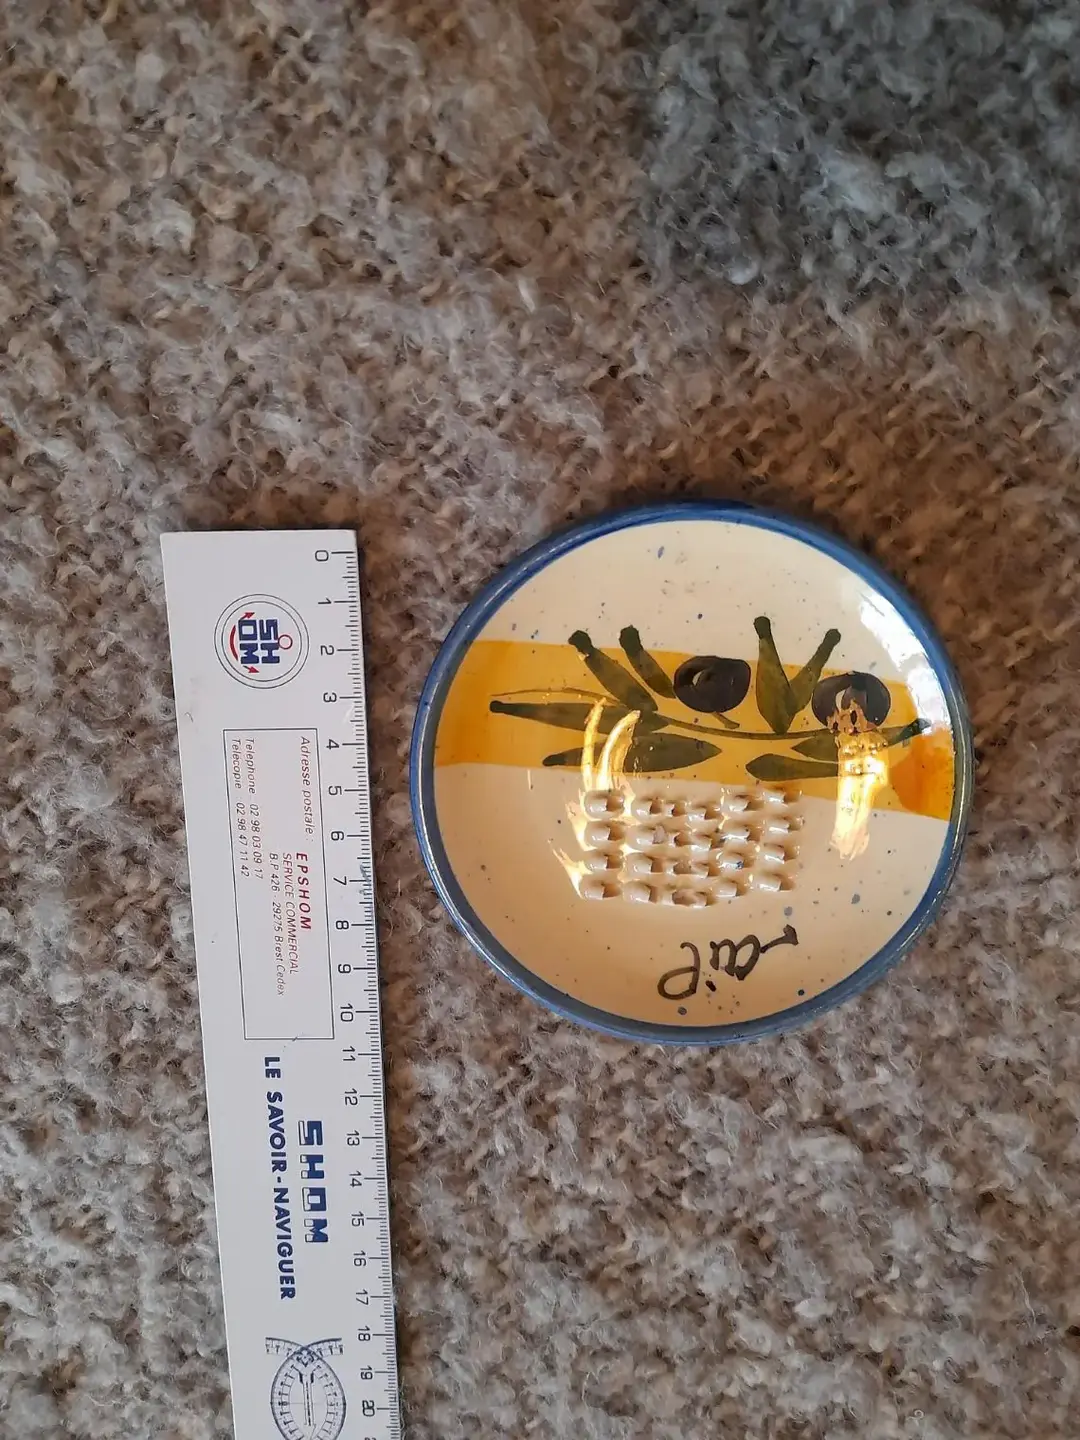 0 1 2 3 4 5 6 7 8 9 10 11 12 13 14 15 16 17 18 19 20
SHOM
Adresse postale : EPSHOM
SERVICE COMMERCIAL
B.P 426 29275 Brest Cedex
Telephone : 02 98 03 09 17
Telecopie : 02 98 47 11 42
SHOM
LE SAVOIR-NAVIGUER
l'ail